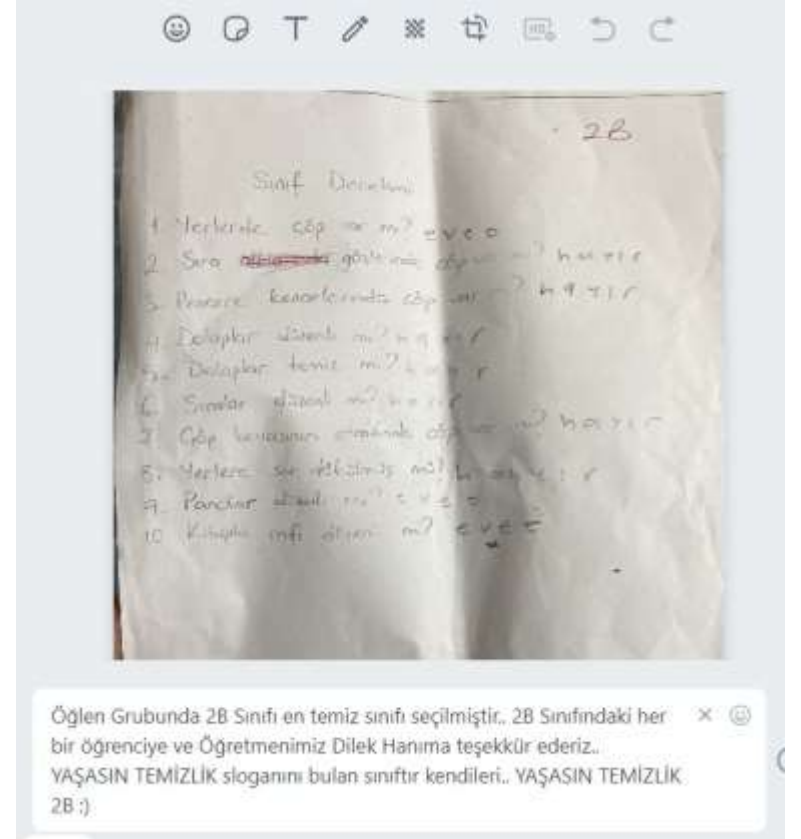 T
HD
2B
Sınıf Denetimi
1. Yerlerde çöp var mı? evet
2. Sıra gözlerinde çöp var mı? hayır
3. Pencere kenarlarında çöp var mı? hayır
4. Dolaplar düzenli mi? hayır
5. Dolaplar temiz mi? hayır
6. Sıralar düzenli mi? hayır
7. Çöp kovasının etrafında çöp var mı? hayır
8. Yerlere su dökülmüş mü? hayır
9. Panolar düzenli mi? evet
10. Kitaplık rafı düzenli mi? evet
Öğlen Grubunda 2B Sınıfı en temiz sınıfı seçilmiştir.. 2B Sınıfındaki her
bir öğrenciye ve Öğretmenimiz Dilek Hanıma teşekkür ederiz..
YAŞASIN TEMİZLİK sloganını bulan sınıftır kendileri.. YAŞASIN TEMİZLİK
2B :)